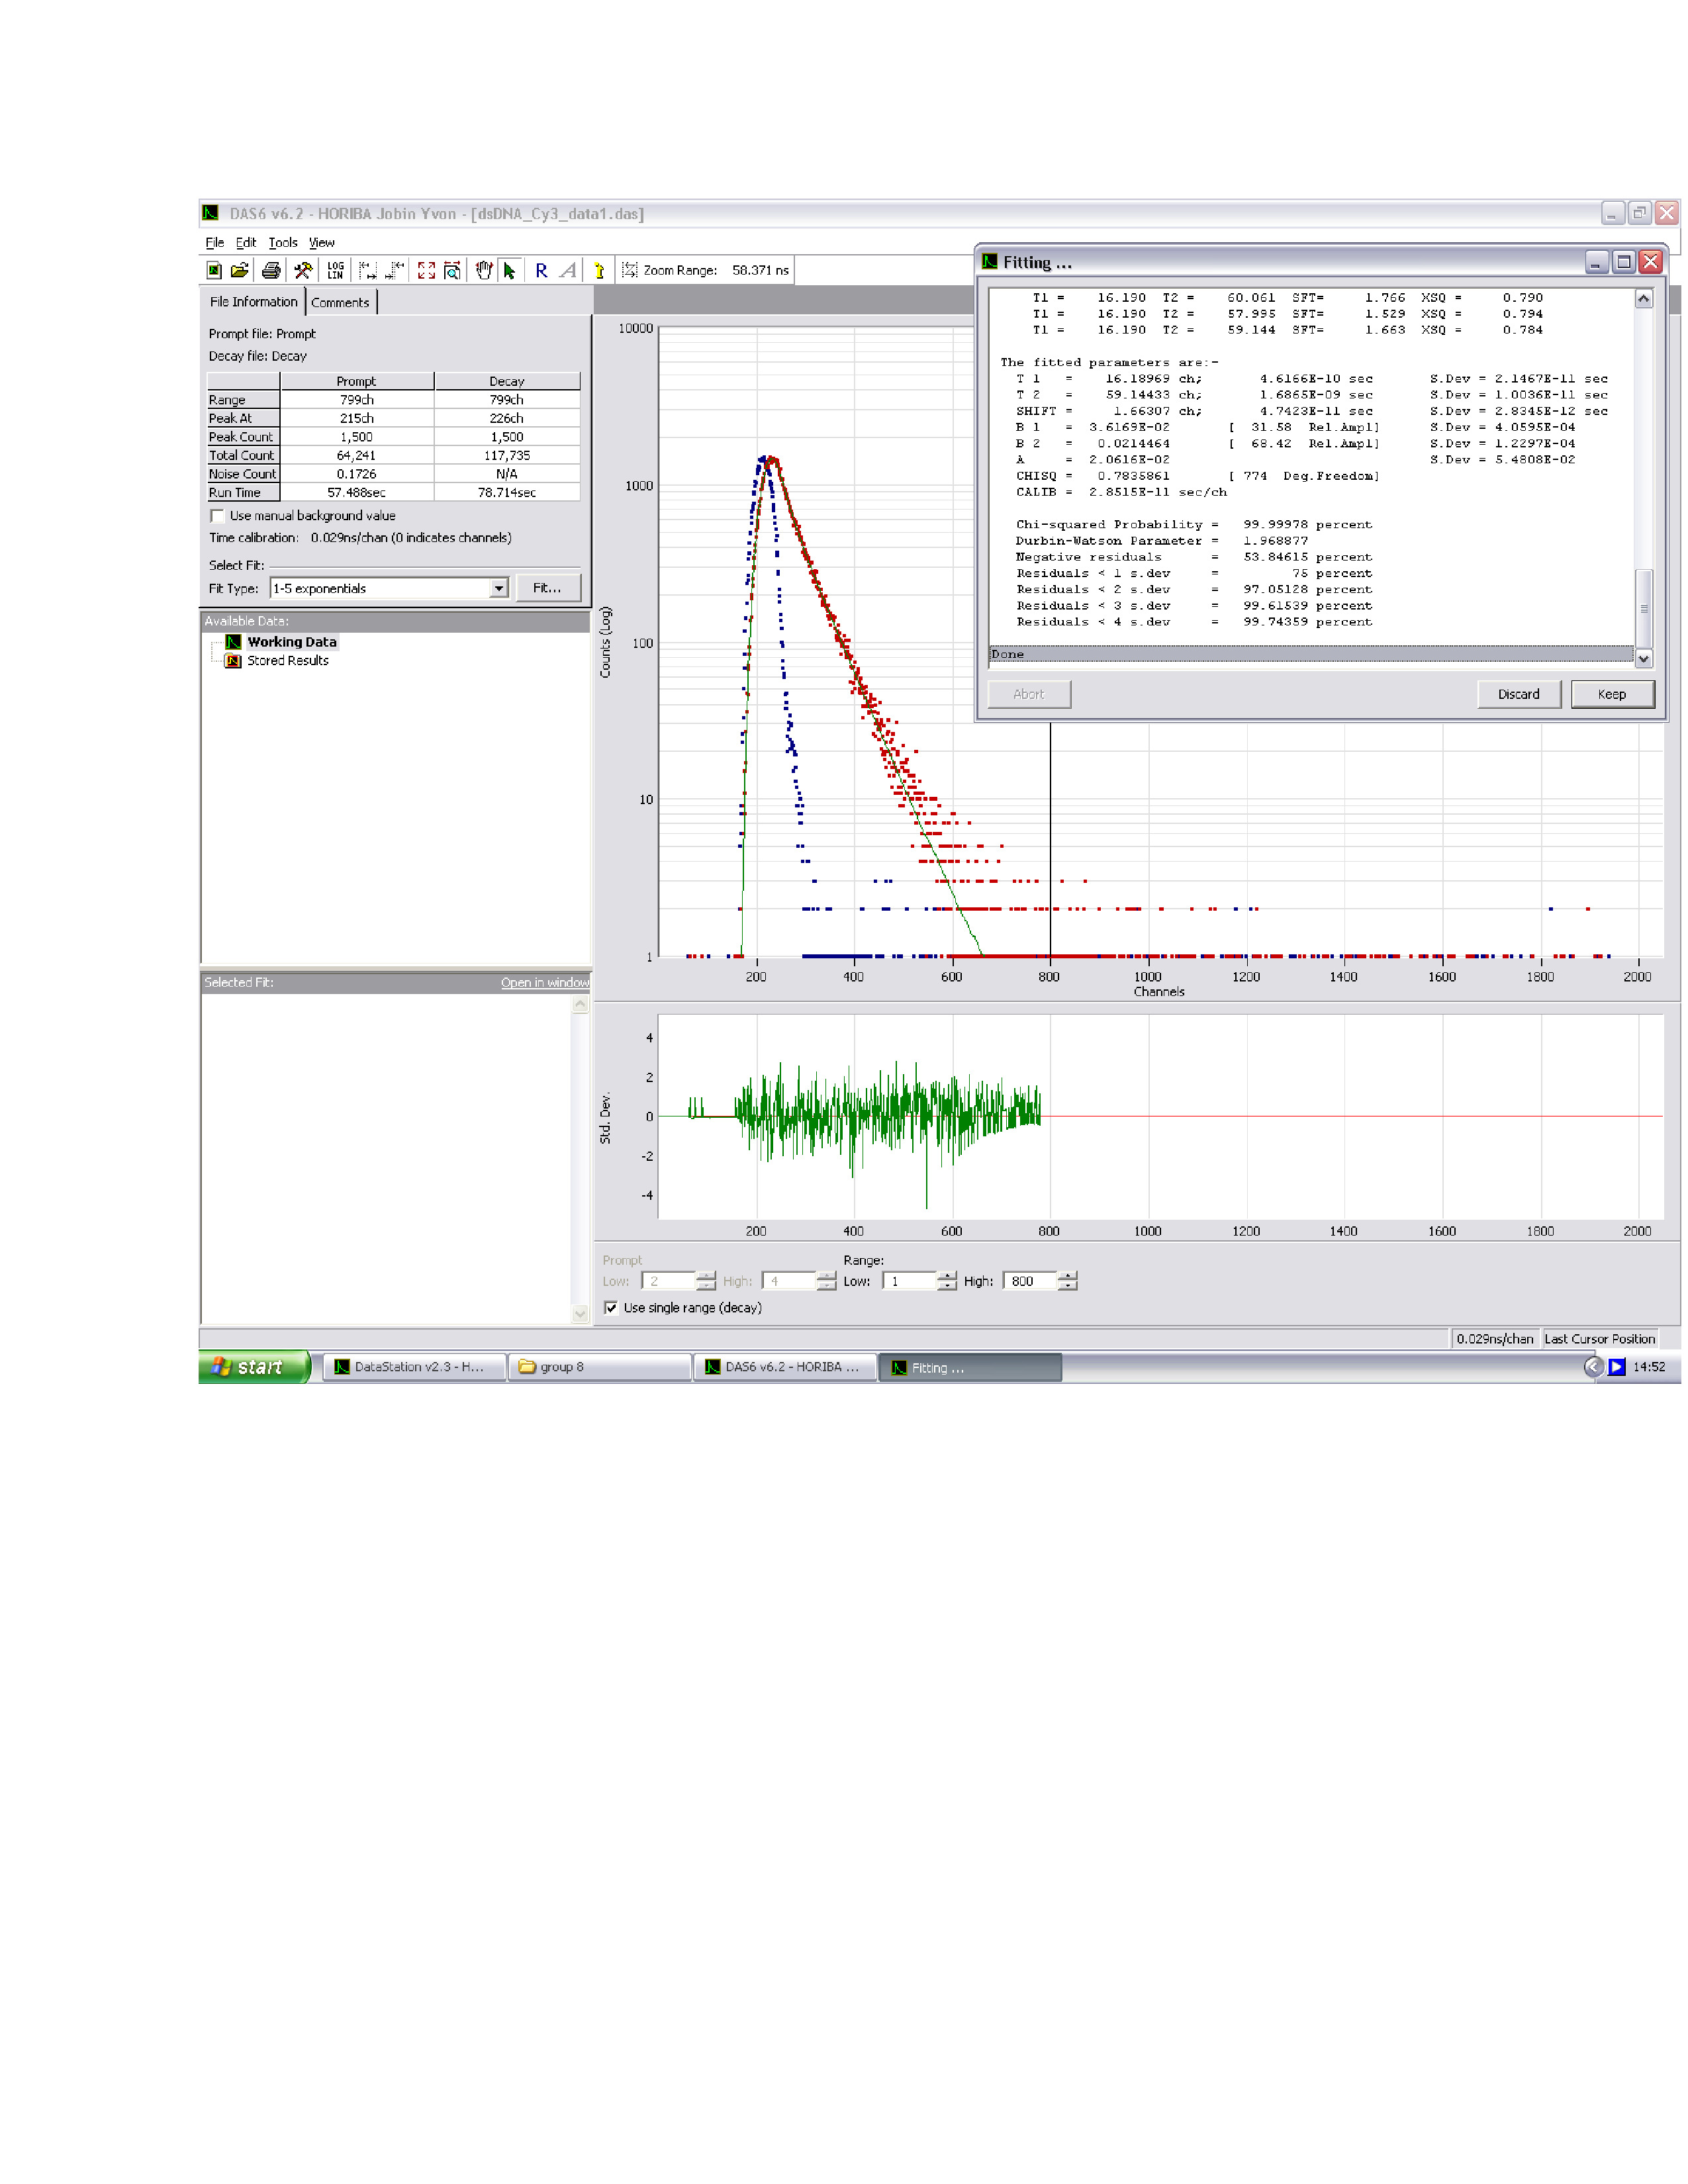 DAS6 v6.2 - HORIBA Jobin Yvon - [dsDNA_Cy3_data1.das]
File Edit Tools View
LOG LIN R A Zoom Range: 58.371 ns
File Information Comments
Prompt file: Prompt
Decay file: Decay
Prompt Decay
Range 799ch 799ch
Peak At 215ch 226ch
Peak Count 1,500 1,500
Total Count 64,241 117,735
Noise Count 0.1726 N/A
Run Time 57.488sec 78.714sec
Use manual background value
Time calibration: 0.029ns/chan (0 indicates channels)
Select Fit:
Fit Type: 1-5 exponentials Fit...
Available Data:
Working Data
Stored Results
Selected Fit: Open in window
Fitting ...
T1 = 16.190 T2 = 60.061 SFT= 1.766 XSQ = 0.790
T1 = 16.190 T2 = 57.995 SFT= 1.529 XSQ = 0.794
T1 = 16.190 T2 = 59.144 SFT= 1.663 XSQ = 0.784
The fitted parameters are:-
T 1 = 16.18969 ch; 4.6166E-10 sec S.Dev = 2.1467E-11 sec
T 2 = 59.14433 ch; 1.6865E-09 sec S.Dev = 1.0036E-11 sec
SHIFT = 1.66307 ch; 4.7423E-11 sec S.Dev = 2.8345E-12 sec
B 1 = 3.6169E-02 [ 31.58 Rel.Ampl] S.Dev = 4.0595E-04
B 2 = 0.0214464 [ 68.42 Rel.Ampl] S.Dev = 1.2297E-04
A = 2.0616E-02 S.Dev = 5.4808E-02
CHISQ = 0.7835861 [ 774 Deg.Freedom]
CALIB = 2.8515E-11 sec/ch
Chi-squared Probability = 99.99978 percent
Durbin-Watson Parameter = 1.968877
Negative residuals = 53.84615 percent
Residuals < 1 s.dev = 75 percent
Residuals < 2 s.dev = 97.05128 percent
Residuals < 3 s.dev = 99.61539 percent
Residuals < 4 s.dev = 99.74359 percent
Done
Abort Discard Keep
10000
1000
100
10
1
Counts (Log)
200 400 600 800 1000 1200 1400 1600 1800 2000
Channels
4
2
0
-2
-4
Std. Dev.
200 400 600 800 1000 1200 1400 1600 1800 2000
Prompt Range:
Low: 2 High: 4 Low: 1 High: 800
Use single range (decay)
0.029ns/chan Last Cursor Position
start DataStation v2.3 - H... group 8 DAS6 v6.2 - HORIBA ... Fitting ... 14:52